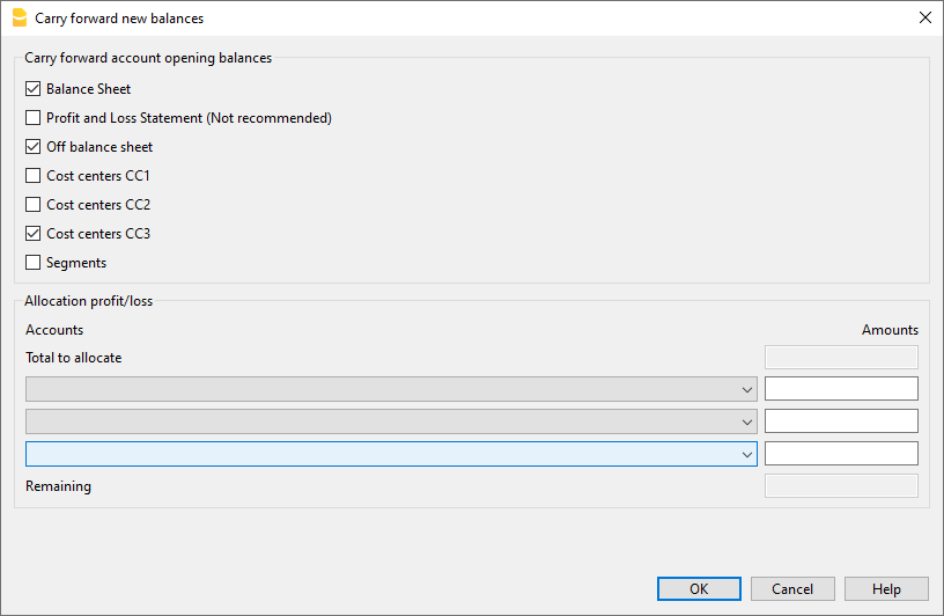 Carry forward new balances
Carry forward account opening balances
Balance Sheet
Profit and Loss Statement (Not recommended)
Off balance sheet
Cost centers CC1
Cost centers CC2
Cost centers CC3
Segments
Allocation profit/loss
Accounts Amounts
Total to allocate
Remaining
OK Cancel Help